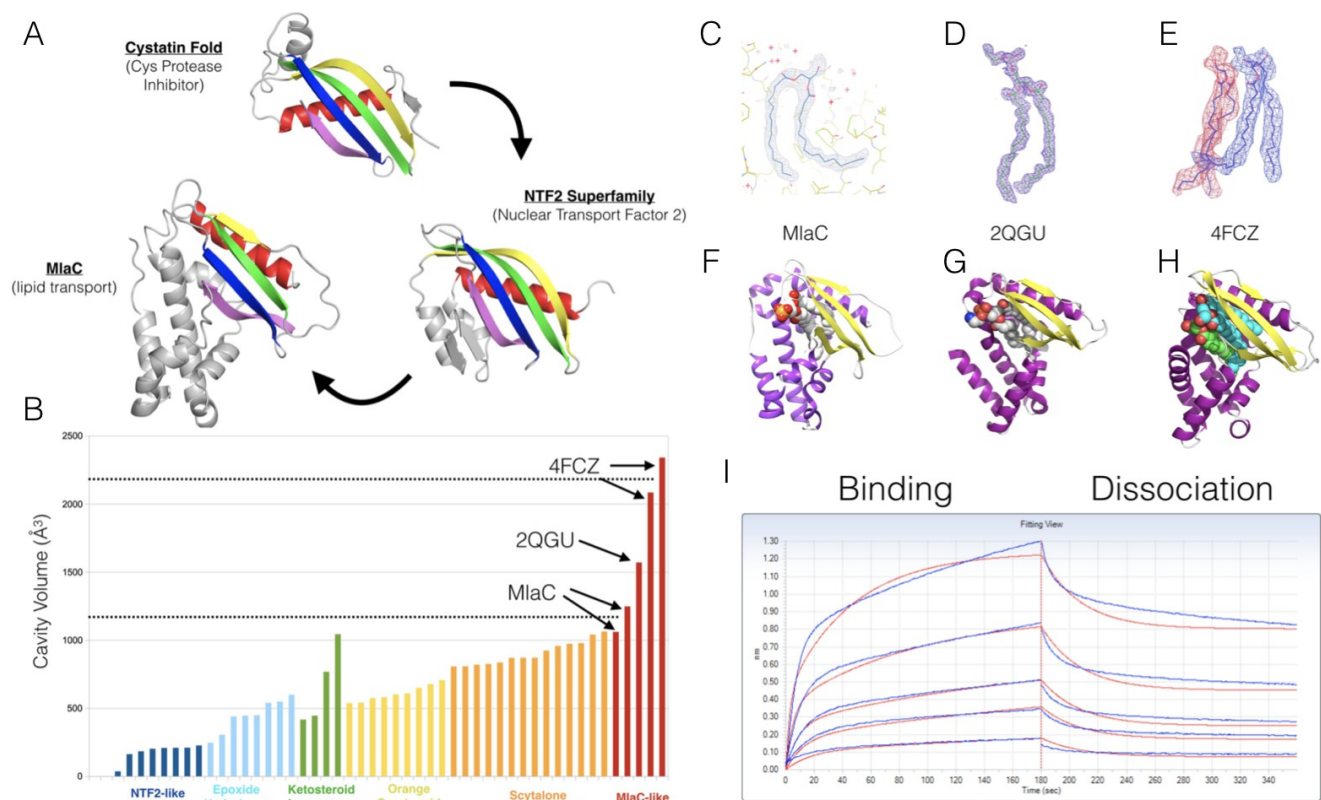 A
Cystatin Fold
(Cys Protease
Inhibitor)
NTF2 Superfamily
(Nuclear Transport Factor 2)
MlaC
(lipid transport)
B
Cavity Volume (Å³)
2500
2000
1500
1000
500
0
4FCZ
2QGU
MlaC
NTF2-like
Epoxide
Ketosteroid
Orange
Scytalone
MlaC-like
C
D
E
MlaC
2QGU
4FCZ
F
G
H
I
Binding
Dissociation
Fitting View
nm
1.30
1.20
1.10
1.00
0.90
0.80
0.70
0.60
0.50
0.40
0.30
0.20
0.10
0.00
0 20 40 60 80 100 120 140 160 180 200 220 240 260 280 300 320 340
Time (sec)